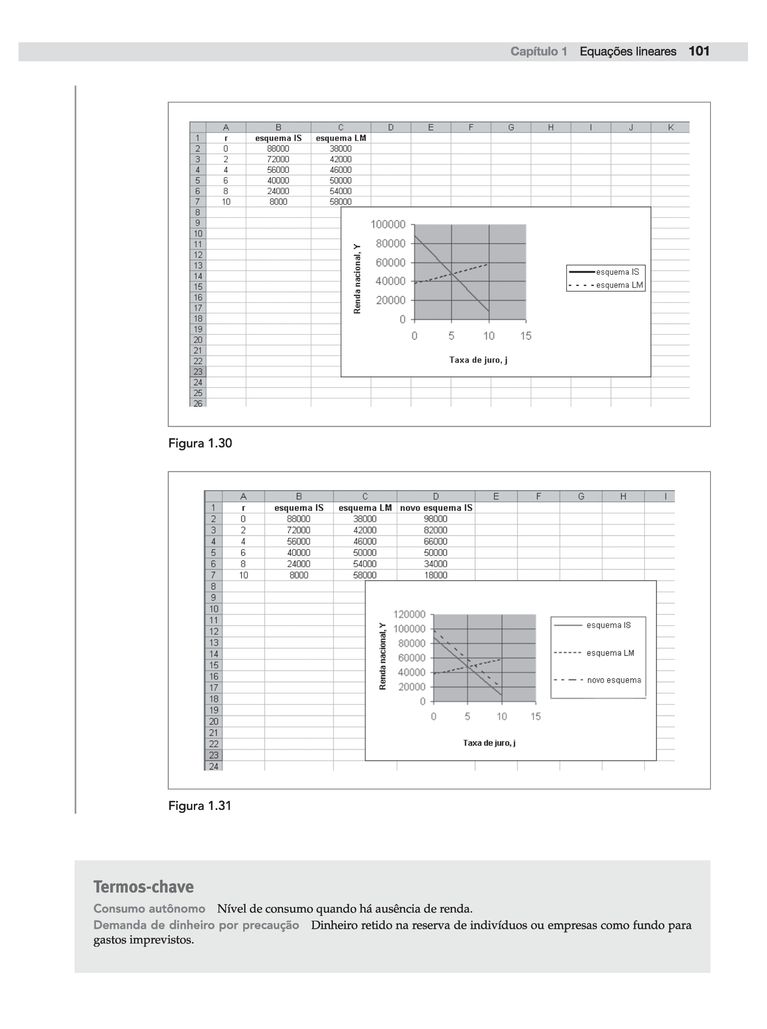 Capítulo 1 Equações lineares 101
A B C D E F G H I J K
1 r esquema IS esquema LM
2 0 88000 38000
3 2 72000 42000
4 4 56000 46000
5 6 40000 50000
6 8 24000 54000
7 10 8000 58000
8
9
10
11
12
13
14
15
16
17
18
19
20
21
22
23
24
25
26
100000
80000
60000
40000
20000
0
0 5 10 15
Renda nacional, Y
Taxa de juro, j
esquema IS
esquema LM
Figura 1.30
A B C D E F G H I
1 r esquema IS esquema LM novo esquema IS
2 0 88000 38000 98000
3 2 72000 42000 82000
4 4 56000 46000 66000
5 6 40000 50000 50000
6 8 24000 54000 34000
7 10 8000 58000 18000
8
9
10
11
12
13
14
15
16
17
18
19
20
21
22
23
24
120000
100000
80000
60000
40000
20000
0
0 5 10 15
Renda nacional, Y
Taxa de juro, j
esquema IS
esquema LM
novo esquema
Figura 1.31
Termos-chave
Consumo autônomo Nível de consumo quando há ausência de renda.
Demanda de dinheiro por precaução Dinheiro retido na reserva de indivíduos ou empresas como fundo para
gastos imprevistos.